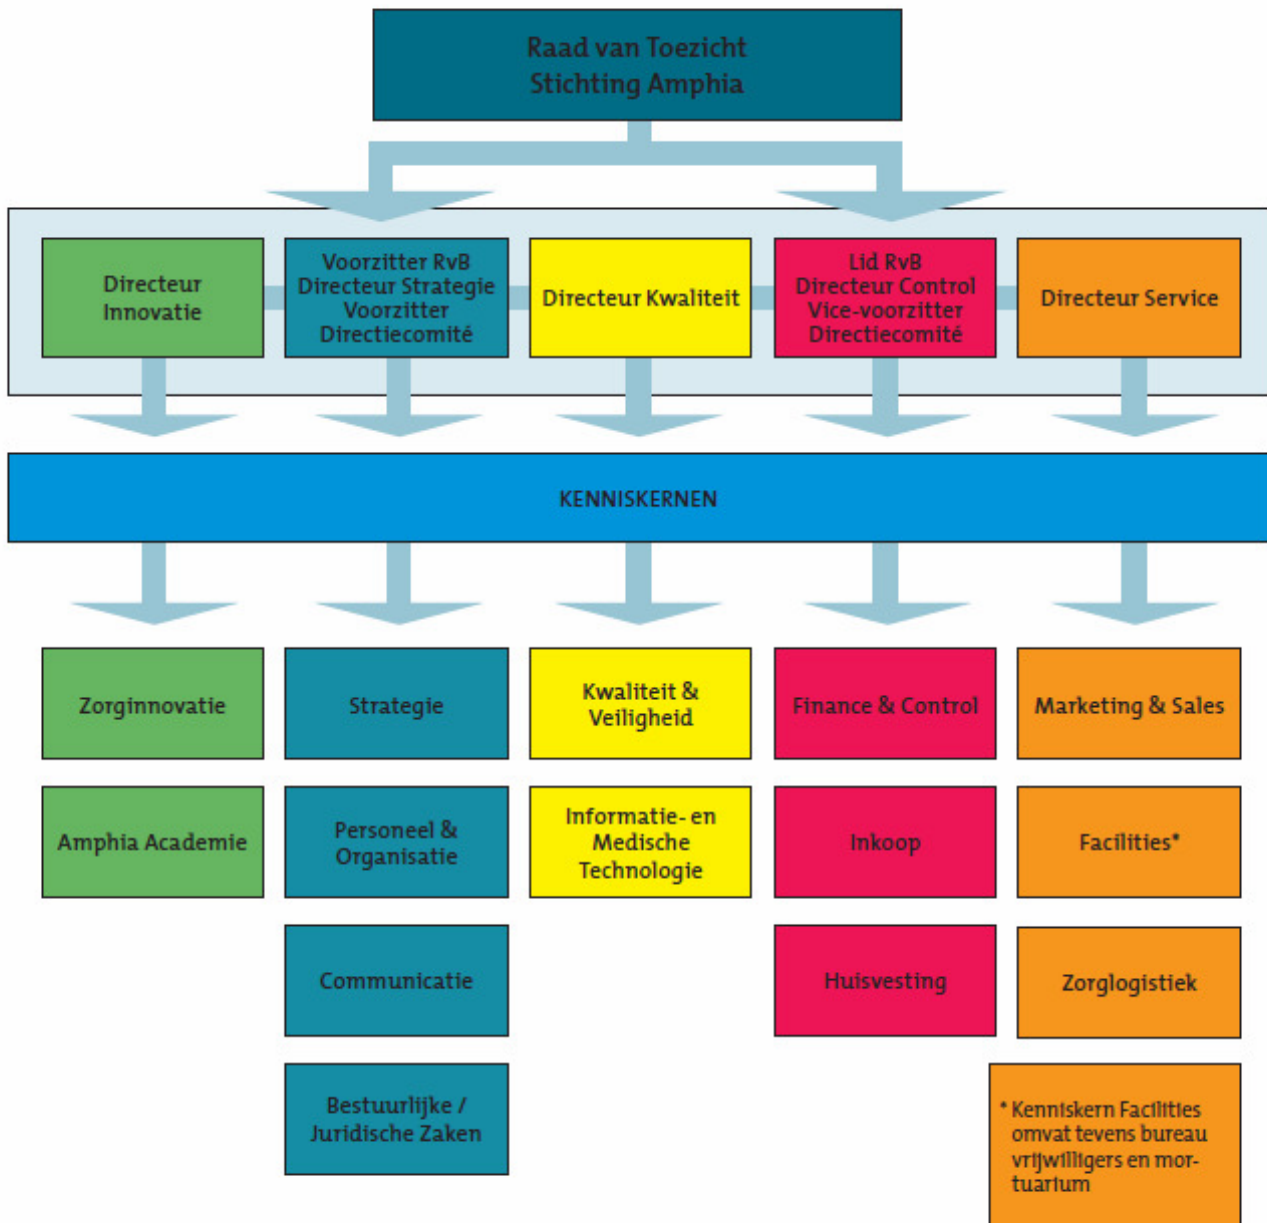 Raad van Toezicht
Stichting Amphia
Directeur
Innovatie
Voorzitter RvB
Directeur Strategie
Voorzitter
Directiecomité
Directeur Kwaliteit
Lid RvB
Directeur Control
Vice-voorzitter
Directiecomité
Directeur Service
KENNISKERNEN
Zorginnovatie
Strategie
Kwaliteit &
Veiligheid
Finance & Control
Marketing & Sales
Amphia Academie
Personeel &
Organisatie
Informatie- en
Medische
Technologie
Inkoop
Facilities*
Communicatie
Huisvesting
Zorglogistiek
Bestuurlijke /
Juridische Zaken
* Kenniskern Facilities
omvat tevens bureau
vrijwilligers en mor-
tuarium